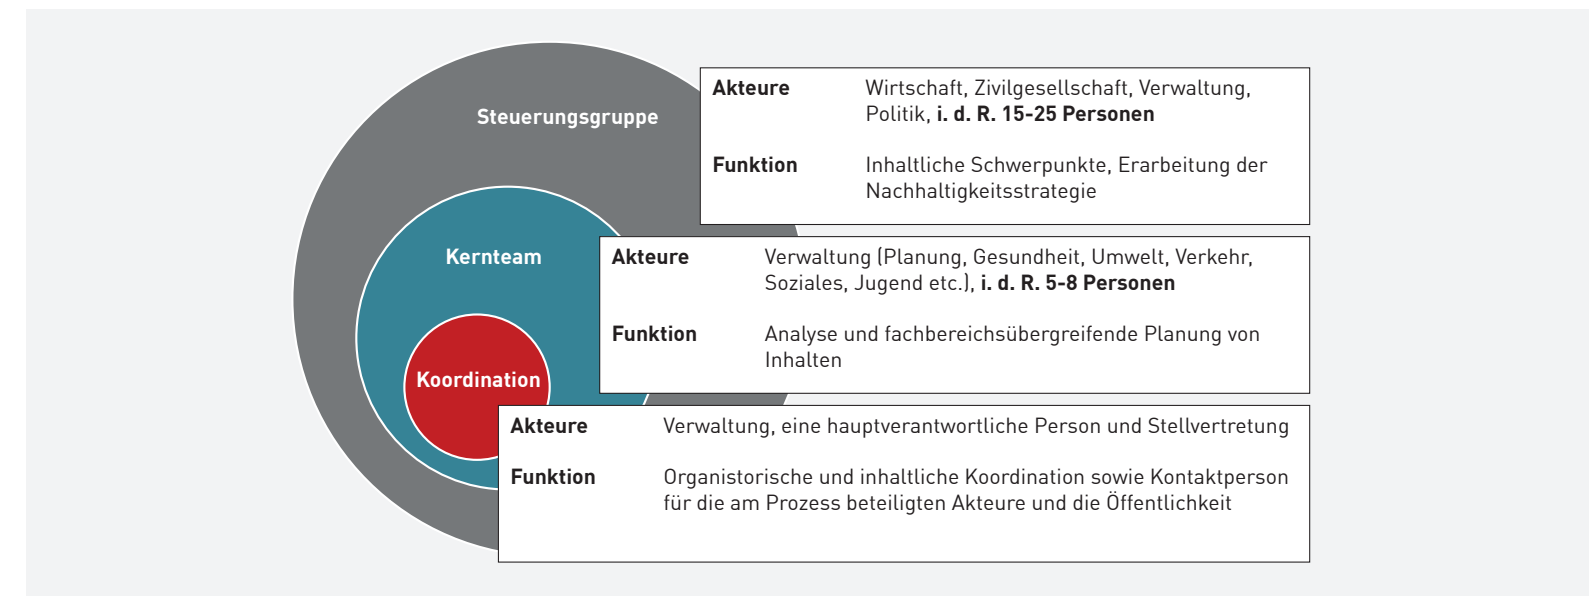 Steuerungsgruppe
Akteure Wirtschaft, Zivilgesellschaft, Verwaltung,
Politik, i. d. R. 15-25 Personen
Funktion Inhaltliche Schwerpunkte, Erarbeitung der
Nachhaltigkeitsstrategie
Kernteam
Akteure Verwaltung (Planung, Gesundheit, Umwelt, Verkehr,
Soziales, Jugend etc.), i. d. R. 5-8 Personen
Funktion Analyse und fachbereichsübergreifende Planung von
Inhalten
Koordination
Akteure Verwaltung, eine hauptverantwortliche Person und Stellvertretung
Funktion Organistorische und inhaltliche Koordination sowie Kontaktperson
für die am Prozess beteiligten Akteure und die Öffentlichkeit